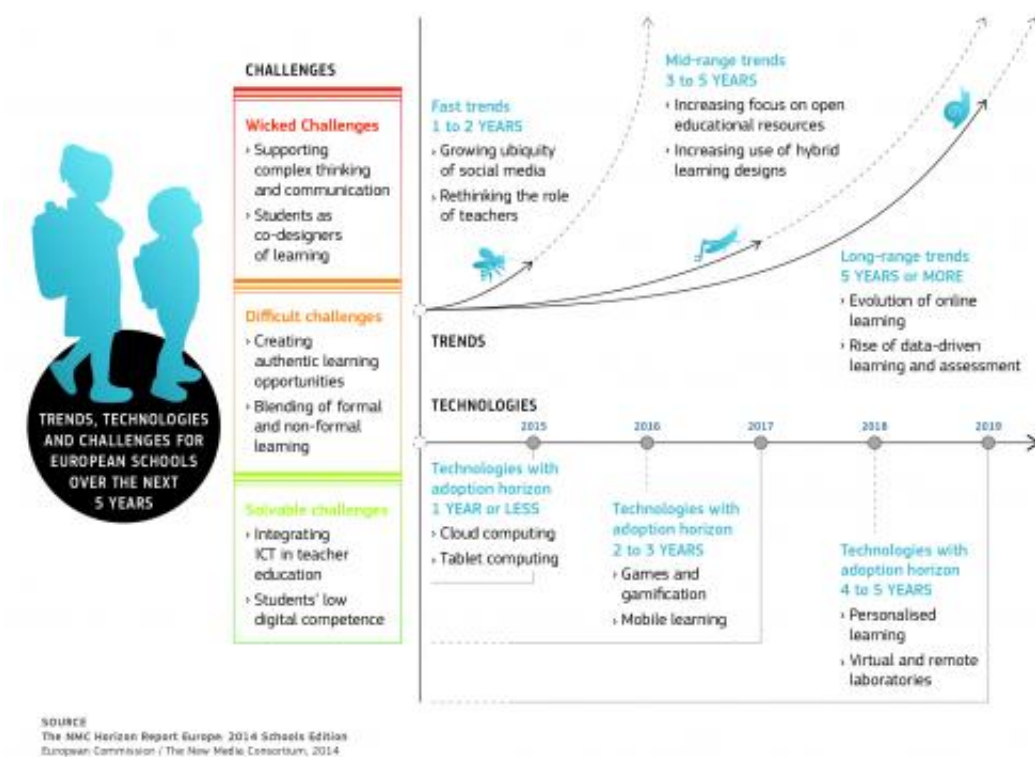 TRENDS, TECHNOLOGIES
AND CHALLENGES FOR
EUROPEAN SCHOOLS
OVER THE NEXT
5 YEARS
CHALLENGES
Wicked Challenges
› Supporting
complex thinking
and communication
› Students as
co-designers
of learning
Difficult challenges
› Creating
authentic learning
opportunities
› Blending of formal
and non-formal
learning
Solvable challenges
› Integrating
ICT in teacher
education
› Students' low
digital competence
Fast trends
1 to 2 YEARS
› Growing ubiquity
of social media
› Rethinking the role
of teachers
Mid-range trends
3 to 5 YEARS
› Increasing focus on open
educational resources
› Increasing use of hybrid
learning designs
Long-range trends
5 YEARS or MORE
› Evolution of online
learning
› Rise of data-driven
learning and assessment
TRENDS
TECHNOLOGIES
2015 2016 2017 2018 2019
Technologies with
adoption horizon
1 YEAR or LESS
› Cloud computing
› Tablet computing
Technologies with
adoption horizon
2 to 3 YEARS
› Games and
gamification
› Mobile learning
Technologies with
adoption horizon
4 to 5 YEARS
› Personalised
learning
› Virtual and remote
laboratories
SOURCE
The NMC Horizon Report Europe: 2014 Schools Edition
European Commission / The New Media Consortium, 2014